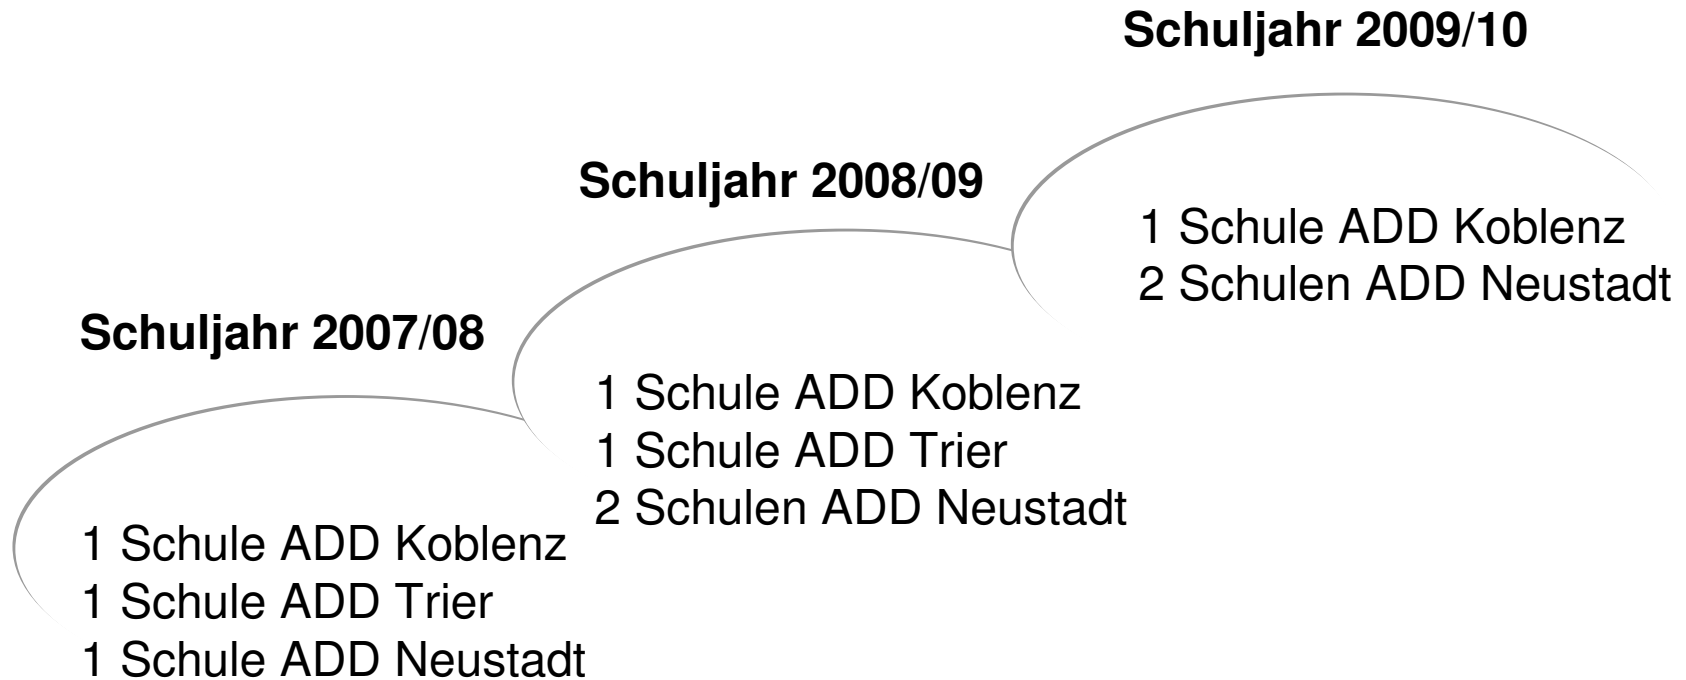 Schuljahr 2007/08
1 Schule ADD Koblenz
1 Schule ADD Trier
1 Schule ADD Neustadt
Schuljahr 2008/09
1 Schule ADD Koblenz
1 Schule ADD Trier
2 Schulen ADD Neustadt
Schuljahr 2009/10
1 Schule ADD Koblenz
2 Schulen ADD Neustadt